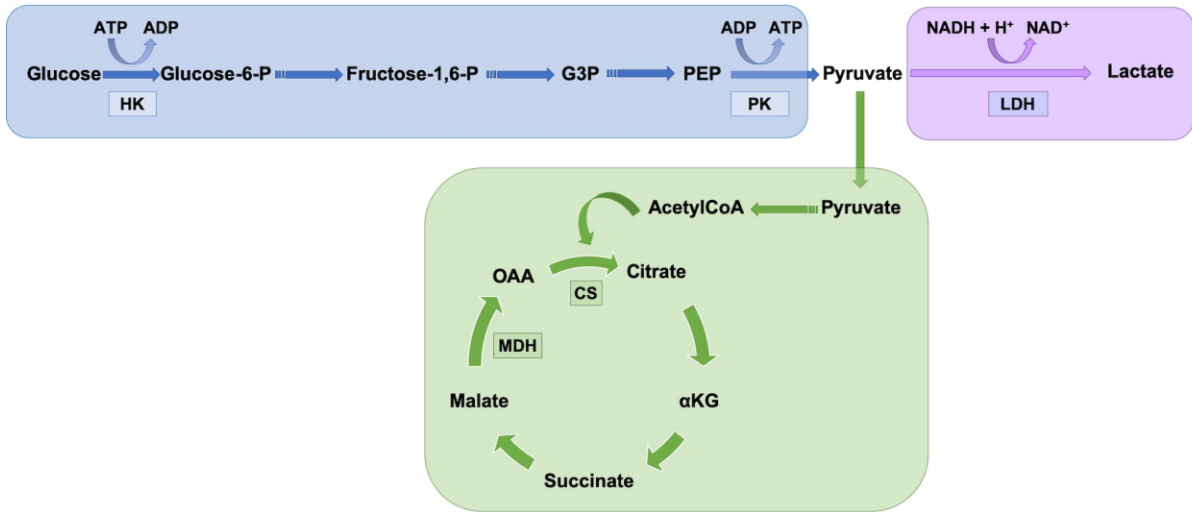 ATP ADP ADP ATP NADH + H⁺ NAD⁺
Glucose Glucose-6-P Fructose-1,6-P G3P PEP Pyruvate Lactate
HK PK LDH
AcetylCoA Pyruvate
OAA Citrate
CS
MDH
Malate αKG
Succinate